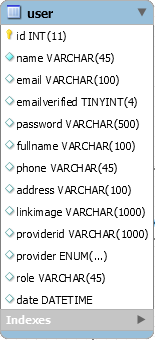 user
id INT(11)
name VARCHAR(45)
email VARCHAR(100)
emailverified TINYINT(4)
password VARCHAR(500)
fullname VARCHAR(100)
phone VARCHAR(45)
address VARCHAR(100)
linkimage VARCHAR(1000)
providerid VARCHAR(1000)
provider ENUM(...)
role VARCHAR(45)
date DATETIME
Indexes